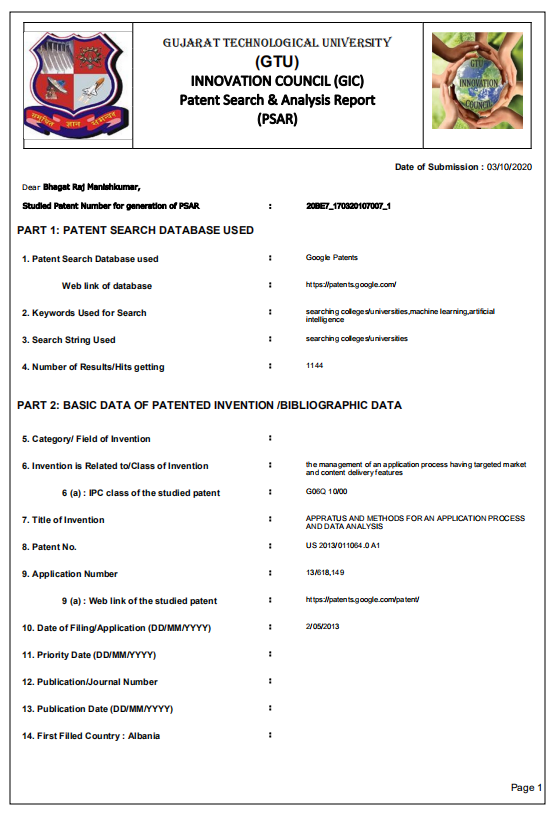 GUJARAT TECHNOLOGICAL UNIVERSITY
(GTU)
INNOVATION COUNCIL (GIC)
Patent Search & Analysis Report
(PSAR)
GTU
INNOVATION
COUNCIL
Date of Submission : 03/10/2020
Dear Bhagat Raj Manishkumar,
Studied Patent Number for generation of PSAR : 20BE7_170320107007_1
PART 1: PATENT SEARCH DATABASE USED
1. Patent Search Database used : Google Patents
Web link of database : https://patents.google.com/
2. Keywords Used for Search : searching colleges/universities,machine learning,artificial
intelligence
3. Search String Used : searching colleges/universities
4. Number of Results/Hits getting : 1144
PART 2: BASIC DATA OF PATENTED INVENTION /BIBLIOGRAPHIC DATA
5. Category/ Field of Invention :
6. Invention is Related to/Class of Invention : the management of an application process having targeted market
and content delivery features
6 (a) : IPC class of the studied patent : G06Q 10/00
7. Title of Invention : APPRATUS AND METHODS FOR AN APPLICATION PROCESS
AND DATA ANALYSIS
8. Patent No. : US 2013/011064.0 A1
9. Application Number : 13/618,149
9 (a) : Web link of the studied patent : https://patents.google.com/patent/
10. Date of Filing/Application (DD/MM/YYYY) : 2/05/2013
11. Priority Date (DD/MM/YYYY) :
12. Publication/Journal Number :
13. Publication Date (DD/MM/YYYY) :
14. First Filled Country : Albania :
Page 1